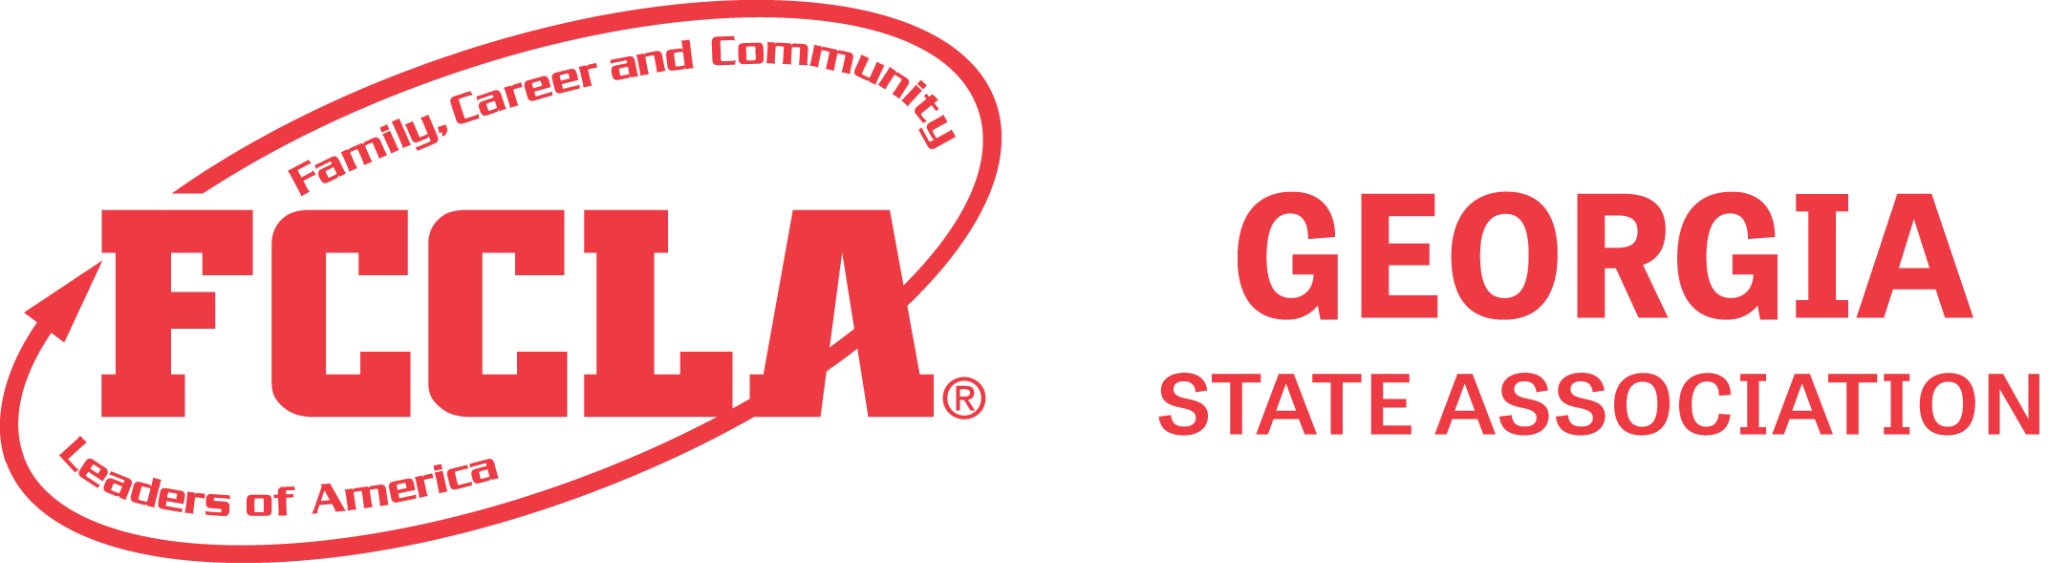 Family, Career and Community
FCCLA®
Leaders of America
GEORGIA
STATE ASSOCIATION